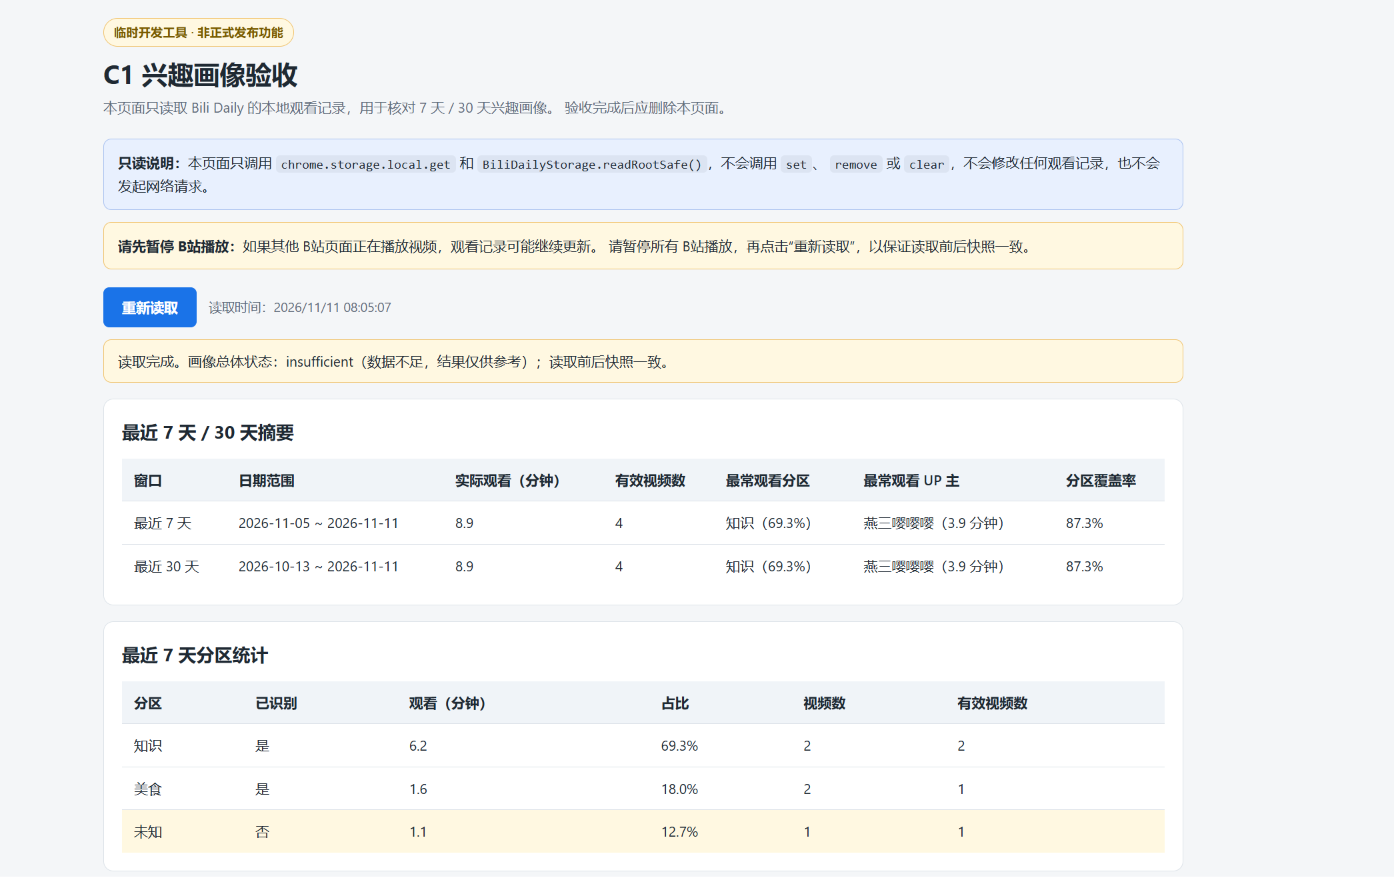 临时开发工具 · 非正式发布功能
C1 兴趣画像验收
本页面只读取 Bili Daily 的本地观看记录，用于核对 7 天 / 30 天兴趣画像。 验收完成后应删除本页面。
只读说明：本页面只调用 chrome.storage.local.get 和 BiliDailyStorage.readRootSafe()，不会调用 set、 remove 或 clear，不会修改任何观看记录，也不会
发起网络请求。
请先暂停 B站播放：如果其他 B站页面正在播放视频，观看记录可能继续更新。 请暂停所有 B站播放，再点击“重新读取”，以保证读取前后快照一致。
重新读取 读取时间：2026/11/11 08:05:07
读取完成。画像总体状态：insufficient（数据不足，结果仅供参考）；读取前后快照一致。
最近 7 天 / 30 天摘要
窗口 日期范围 实际观看（分钟） 有效视频数 最常观看分区 最常观看 UP 主 分区覆盖率
最近 7 天 2026-11-05 ~ 2026-11-11 8.9 4 知识（69.3%） 燕三嘤嘤嘤（3.9 分钟） 87.3%
最近 30 天 2026-10-13 ~ 2026-11-11 8.9 4 知识（69.3%） 燕三嘤嘤嘤（3.9 分钟） 87.3%
最近 7 天分区统计
分区 已识别 观看（分钟） 占比 视频数 有效视频数
知识 是 6.2 69.3% 2 2
美食 是 1.6 18.0% 2 1
未知 否 1.1 12.7% 1 1